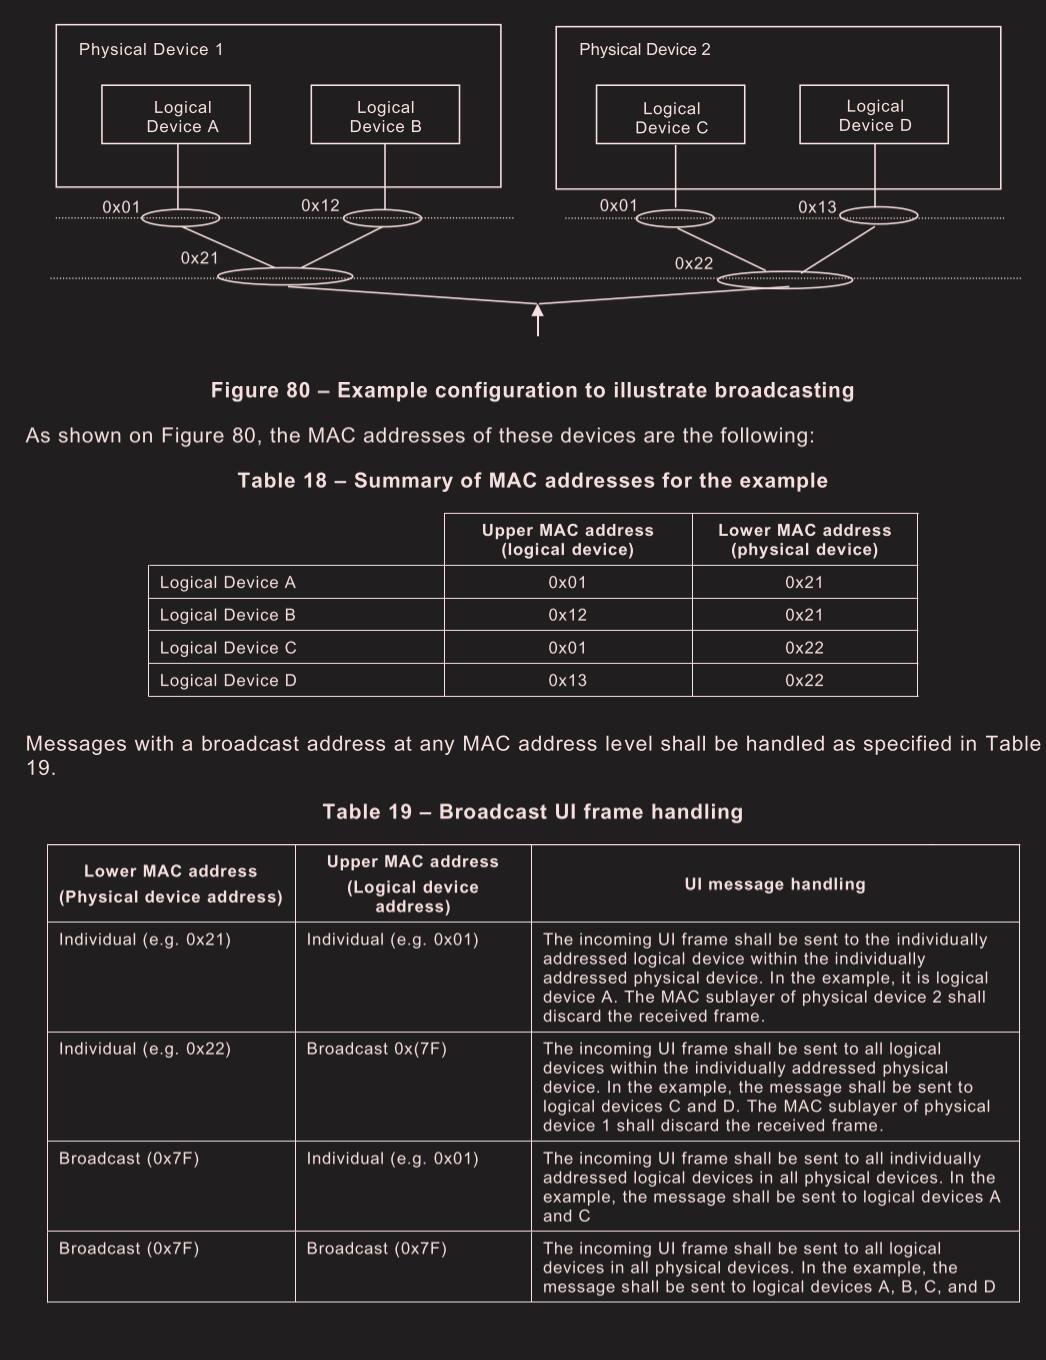 Physical Device 1
Logical
Device A
Logical
Device B
Physical Device 2
Logical
Device C
Logical
Device D
0x01
0x12
0x01
0x13
0x21
0x22
Figure 80 – Example configuration to illustrate broadcasting
As shown on Figure 80, the MAC addresses of these devices are the following:
Table 18 – Summary of MAC addresses for the example
Upper MAC address
(logical device)
Lower MAC address
(physical device)
Logical Device A 0x01 0x21
Logical Device B 0x12 0x21
Logical Device C 0x01 0x22
Logical Device D 0x13 0x22
Messages with a broadcast address at any MAC address level shall be handled as specified in Table
19.
Table 19 – Broadcast UI frame handling
Lower MAC address
(Physical device address)
Upper MAC address
(Logical device
address)
UI message handling
Individual (e.g. 0x21)
Individual (e.g. 0x01)
The incoming UI frame shall be sent to the individually
addressed logical device within the individually
addressed physical device. In the example, it is logical
device A. The MAC sublayer of physical device 2 shall
discard the received frame.
Individual (e.g. 0x22)
Broadcast 0x(7F)
The incoming UI frame shall be sent to all logical
devices within the individually addressed physical
device. In the example, the message shall be sent to
logical devices C and D. The MAC sublayer of physical
device 1 shall discard the received frame.
Broadcast (0x7F)
Individual (e.g. 0x01)
The incoming UI frame shall be sent to all individually
addressed logical devices in all physical devices. In the
example, the message shall be sent to logical devices A
and C
Broadcast (0x7F)
Broadcast (0x7F)
The incoming UI frame shall be sent to all logical
devices in all physical devices. In the example, the
message shall be sent to logical devices A, B, C, and D